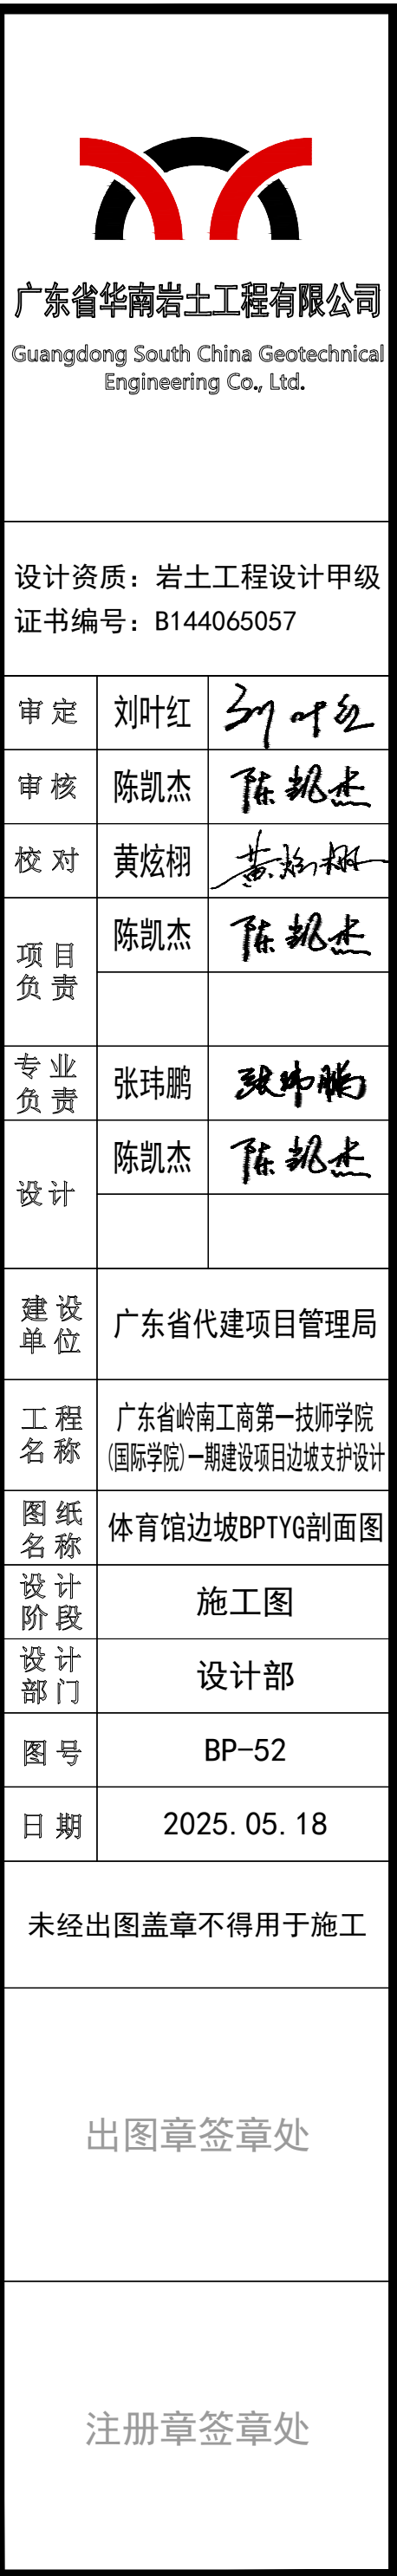 广东省华南岩土工程有限公司
Guangdong South China Geotechnical
Engineering Co., Ltd.
设计资质：岩土工程设计甲级
证书编号：B144065057
审定 刘叶红 刘叶红
审核 陈凯杰 陈凯杰
校对 黄炫栩 黄炫栩
项目
负责
陈凯杰 陈凯杰
专业
负责
张玮鹏 张玮鹏
设计
陈凯杰 陈凯杰
建设
单位
广东省代建项目管理局
工程
名称
广东省岭南工商第一技师学院
(国际学院)一期建设项目边坡支护设计
图纸
名称
体育馆边坡BPTYG剖面图
设计
阶段
施工图
设计
部门
设计部
图号 BP-52
日期 2025.05.18
未经出图盖章不得用于施工
出图章签章处
注册章签章处